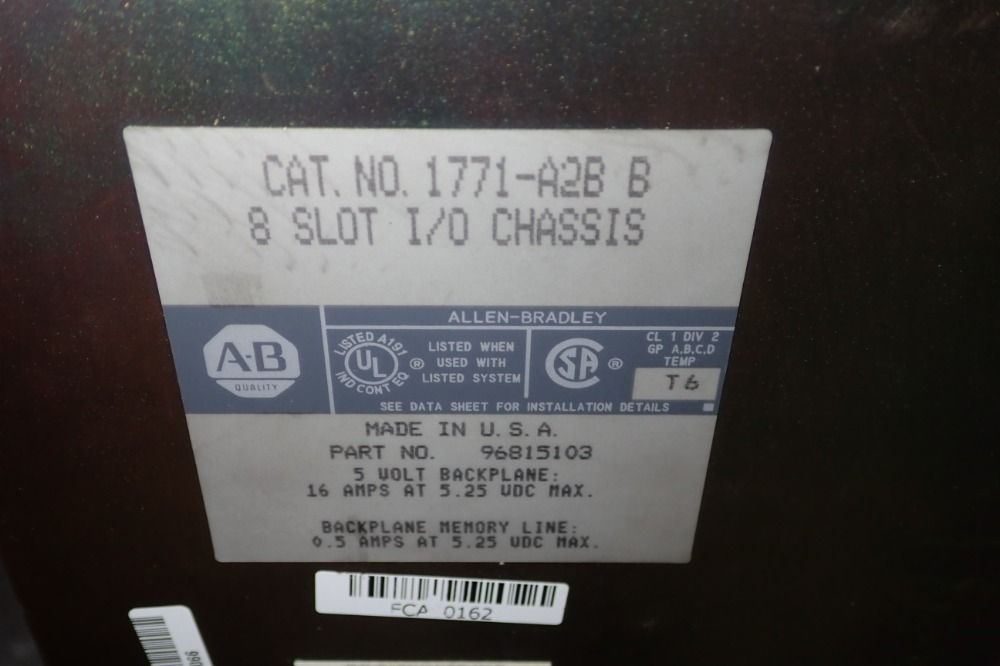 CAT. NO. 1771-A2B B
8 SLOT I/O CHASSIS
ALLEN-BRADLEY
A-B
QUALITY
LISTED A191
UL ®
IND CONT EQ
LISTED WHEN
USED WITH
LISTED SYSTEM
SA ®
CL 1 DIV 2
GP A,B,C,D
TEMP
T6
SEE DATA SHEET FOR INSTALLATION DETAILS
MADE IN U.S.A.
PART NO. 96815103
5 VOLT BACKPLANE:
16 AMPS AT 5.25 VDC MAX.
BACKPLANE MEMORY LINE:
0.5 AMPS AT 5.25 VDC MAX.
FCA 0162